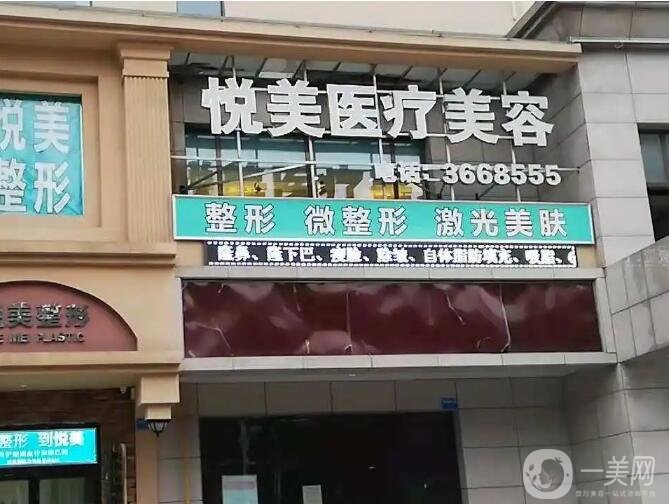 悦美医疗美容
电话:3668555
整形 微整形 激光美肤
隆鼻、隆下巴、瘦脸、除皱、自体脂肪填充、吸脂、
悦美
整形
美整形
ME PLASTIC
整形 到悦美
一美网